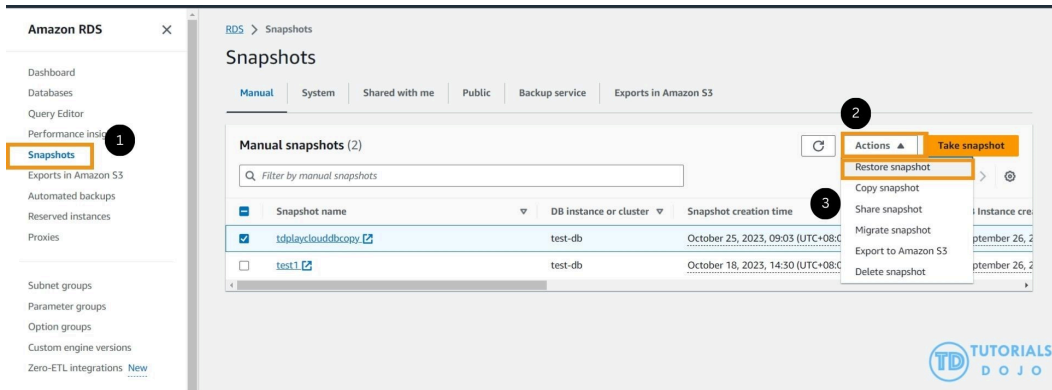 Amazon RDS
Dashboard
Databases
Query Editor
Performance
1
Snapshots
Exports in Amazon S3
Automated backups
Reserved instances
Proxies
Subnet groups
Parameter groups
Option groups
Custom engine versions
Zero-ETL integrations New
RDS > Snapshots
Snapshots
Manual System Shared with me Public Backup service Exports in Amazon S3
2
Manual snapshots (2) Actions ▲ Take snapshot
Filter by manual snapshots
Restore snapshot
Copy snapshot
3
Share snapshot
Migrate snapshot
Export to Amazon S3
Delete snapshot
Snapshot name DB instance or cluster Snapshot creation time Instance
tdplayclouddbcopy test-db October 25, 2023, 09:03 (UTC+08:0
test1 test-db October 18, 2023, 14:30 (UTC+08:0
TD TUTORIALS
DOJO